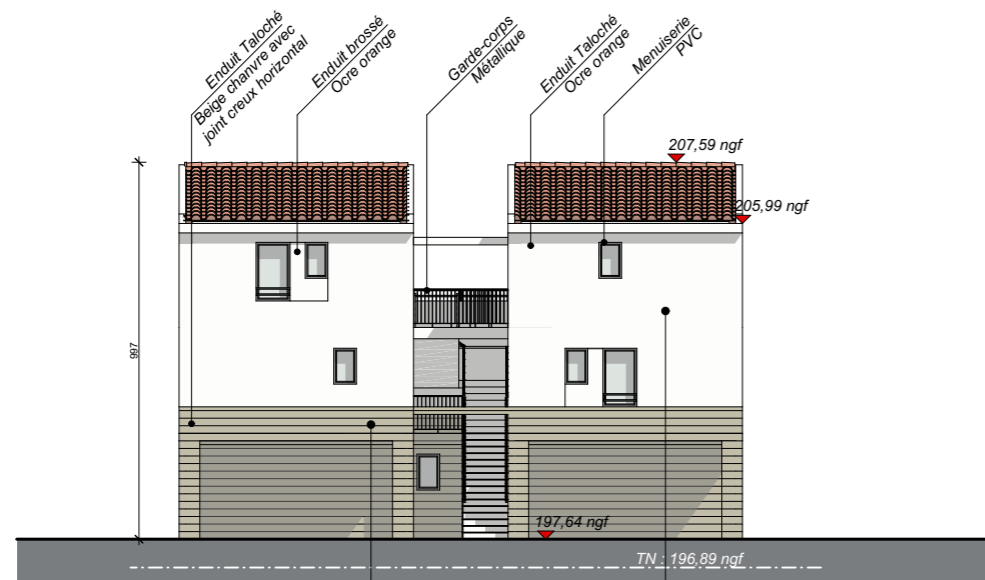 Enduit Taloché
Beige chanvre avec
joint creux horizontal
Enduit brossé
Ocre orange
Garde-corps
Métallique
Enduit Taloché
Ocre orange
Menuiserie
PVC
207,59 ngf
205,99 ngf
997
197,64 ngf
TN : 196,89 ngf